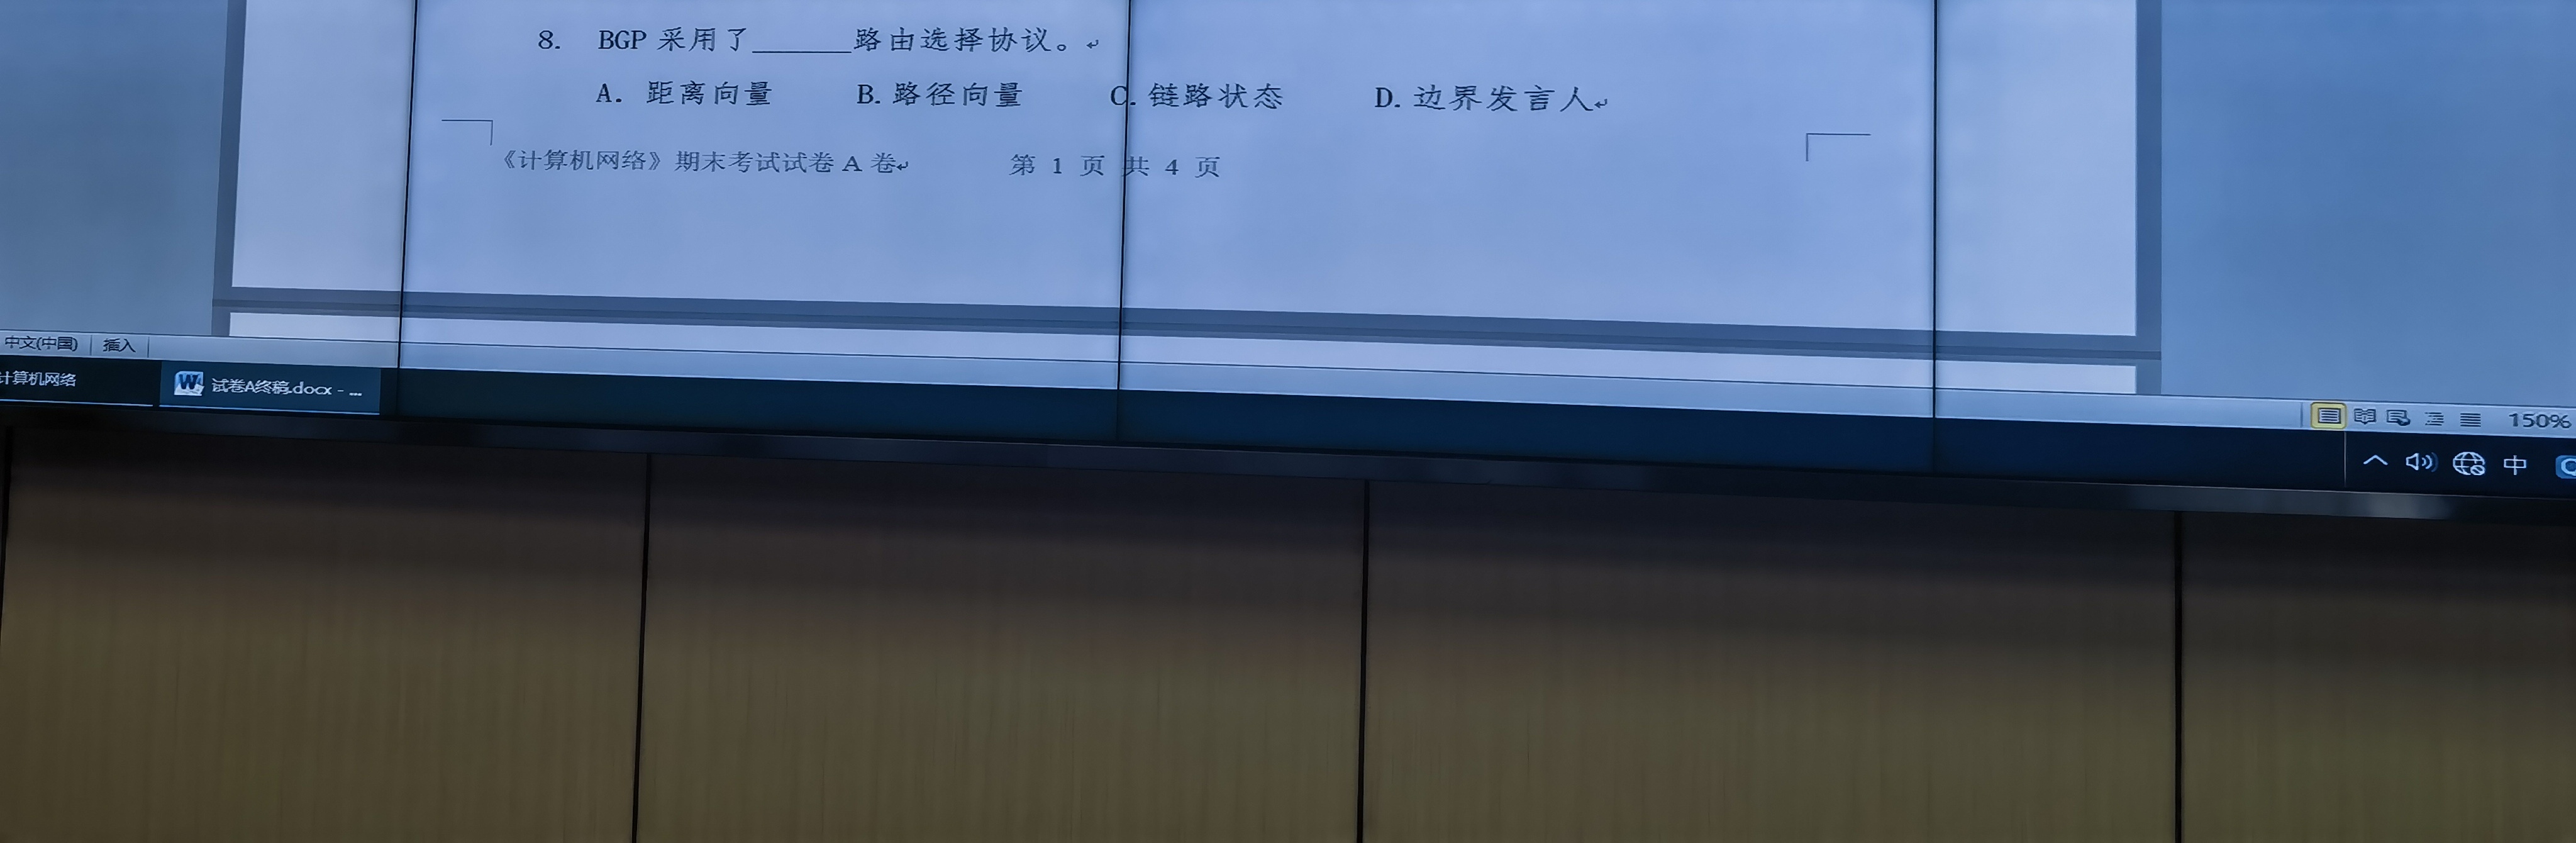 8. BGP 采用了______路由选择协议。
A. 距离向量 B. 路径向量 C. 链路状态 D. 边界发言人
《计算机网络》期末考试试卷 A 卷 第 1 页 共 4 页
中文(中国) 插入
计算机网络 试卷A终稿.docx - ...
150%
中